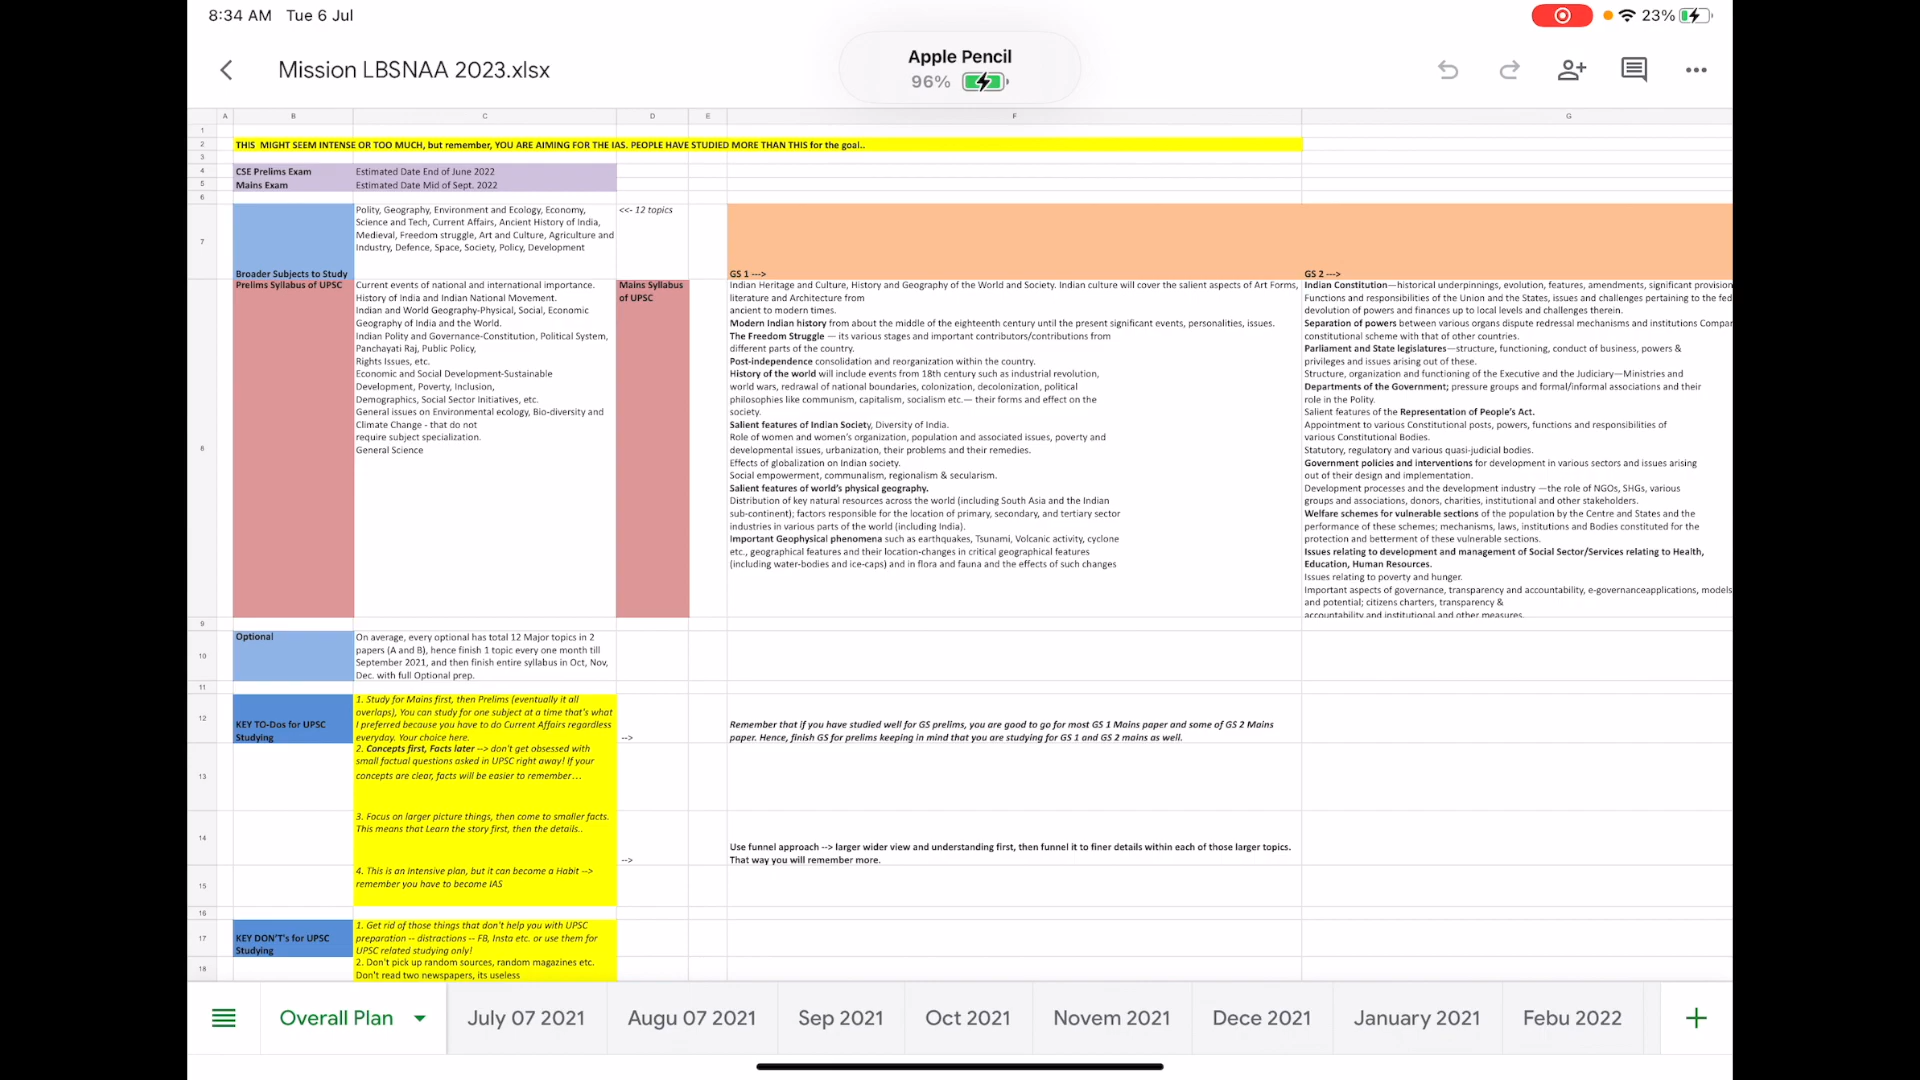 8:34 AM Tue 6 Jul
23%
Mission LBSNAA 2023.xlsx
Apple Pencil
96%
A B C D E F G
1
2 THIS MIGHT SEEM INTENSE OR TOO MUCH, but remember, YOU ARE AIMING FOR THE IAS. PEOPLE HAVE STUDIED MORE THAN THIS for the goal..
3
4 CSE Prelims Exam Estimated Date End of June 2022
5 Mains Exam Estimated Date Mid of Sept. 2022
6
7
Broader Subjects to Study
Polity, Geography, Environment and Ecology, Economy,
Science and Tech, Current Affairs, Ancient History of India,
Medieval, Freedom struggle, Art and Culture, Agriculture and
Industry, Defence, Space, Society, Policy, Development
<<- 12 topics
GS 1 --->
GS 2 --->
8
Prelims Syllabus of UPSC
Current events of national and international importance.
History of India and Indian National Movement.
Indian and World Geography-Physical, Social, Economic
Geography of India and the World.
Indian Polity and Governance-Constitution, Political System,
Panchayati Raj, Public Policy,
Rights Issues, etc.
Economic and Social Development-Sustainable
Development, Poverty, Inclusion,
Demographics, Social Sector Initiatives, etc.
General issues on Environmental ecology, Bio-diversity and
Climate Change - that do not
require subject specialization.
General Science
Mains Syllabus
of UPSC
Indian Heritage and Culture, History and Geography of the World and Society. Indian culture will cover the salient aspects of Art Forms,
literature and Architecture from
ancient to modern times.
Modern Indian history from about the middle of the eighteenth century until the present significant events, personalities, issues.
The Freedom Struggle — its various stages and important contributors/contributions from
different parts of the country.
Post-independence consolidation and reorganization within the country.
History of the world will include events from 18th century such as industrial revolution,
world wars, redrawal of national boundaries, colonization, decolonization, political
philosophies like communism, capitalism, socialism etc.— their forms and effect on the
society.
Salient features of Indian Society, Diversity of India.
Role of women and women's organization, population and associated issues, poverty and
developmental issues, urbanization, their problems and their remedies.
Effects of globalization on Indian society.
Social empowerment, communalism, regionalism & secularism.
Salient features of world's physical geography.
Distribution of key natural resources across the world (including South Asia and the Indian
sub-continent); factors responsible for the location of primary, secondary, and tertiary sector
industries in various parts of the world (including India).
Important Geophysical phenomena such as earthquakes, Tsunami, Volcanic activity, cyclone
etc., geographical features and their location-changes in critical geographical features
(including water-bodies and ice-caps) and in flora and fauna and the effects of such changes
Indian Constitution—historical underpinnings, evolution, features, amendments, significant provision
Functions and responsibilities of the Union and the States, issues and challenges pertaining to the fed
devolution of powers and finances up to local levels and challenges therein.
Separation of powers between various organs dispute redressal mechanisms and institutions Compar
constitutional scheme with that of other countries.
Parliament and State legislatures—structure, functioning, conduct of business, powers &
privileges and issues arising out of these.
Structure, organization and functioning of the Executive and the Judiciary—Ministries and
Departments of the Government; pressure groups and formal/informal associations and their
role in the Polity.
Salient features of the Representation of People's Act.
Appointment to various Constitutional posts, powers, functions and responsibilities of
various Constitutional Bodies.
Statutory, regulatory and various quasi-judicial bodies.
Government policies and interventions for development in various sectors and issues arising
out of their design and implementation.
Development processes and the development industry —the role of NGOs, SHGs, various
groups and associations, donors, charities, institutional and other stakeholders.
Welfare schemes for vulnerable sections of the population by the Centre and States and the
performance of these schemes; mechanisms, laws, institutions and Bodies constituted for the
protection and betterment of these vulnerable sections.
Issues relating to development and management of Social Sector/Services relating to Health,
Education, Human Resources.
Issues relating to poverty and hunger.
Important aspects of governance, transparency and accountability, e-governanceapplications, models
and potential; citizens charters, transparency &
accountability and institutional and other measures.
9
10
Optional
On average, every optional has total 12 Major topics in 2
papers (A and B), hence finish 1 topic every one month till
September 2021, and then finish entire syllabus in Oct, Nov,
Dec. with full Optional prep.
11
12
KEY TO-Dos for UPSC
Studying
1. Study for Mains first, then Prelims (eventually it all
overlaps), You can study for one subject at a time that's what
I preferred because you have to do Current Affairs regardless
everyday. Your choice here.
-->
Remember that if you have studied well for GS prelims, you are good to go for most GS 1 Mains paper and some of GS 2 Mains
paper. Hence, finish GS for prelims keeping in mind that you are studying for GS 1 and GS 2 mains as well.
13
2. Concepts first, Facts later --> don't get obsessed with
small factual questions asked in UPSC right away! If your
concepts are clear, facts will be easier to remember...
14
3. Focus on larger picture things, then come to smaller facts.
This means that Learn the story first, then the details..
-->
Use funnel approach --> larger wider view and understanding first, then funnel it to finer details within each of those larger topics.
That way you will remember more.
15
4. This is an intensive plan, but it can become a Habit -->
remember you have to become IAS
16
17
KEY DON'T's for UPSC
Studying
1. Get rid of those things that don't help you with UPSC
preparation -- distractions -- FB, Insta etc. or use them for
UPSC related studying only!
18
2. Don't pick up random sources, random magazines etc.
Don't read two newspapers, its useless
Overall Plan July 07 2021 Augu 07 2021 Sep 2021 Oct 2021 Novem 2021 Dece 2021 January 2021 Febu 2022